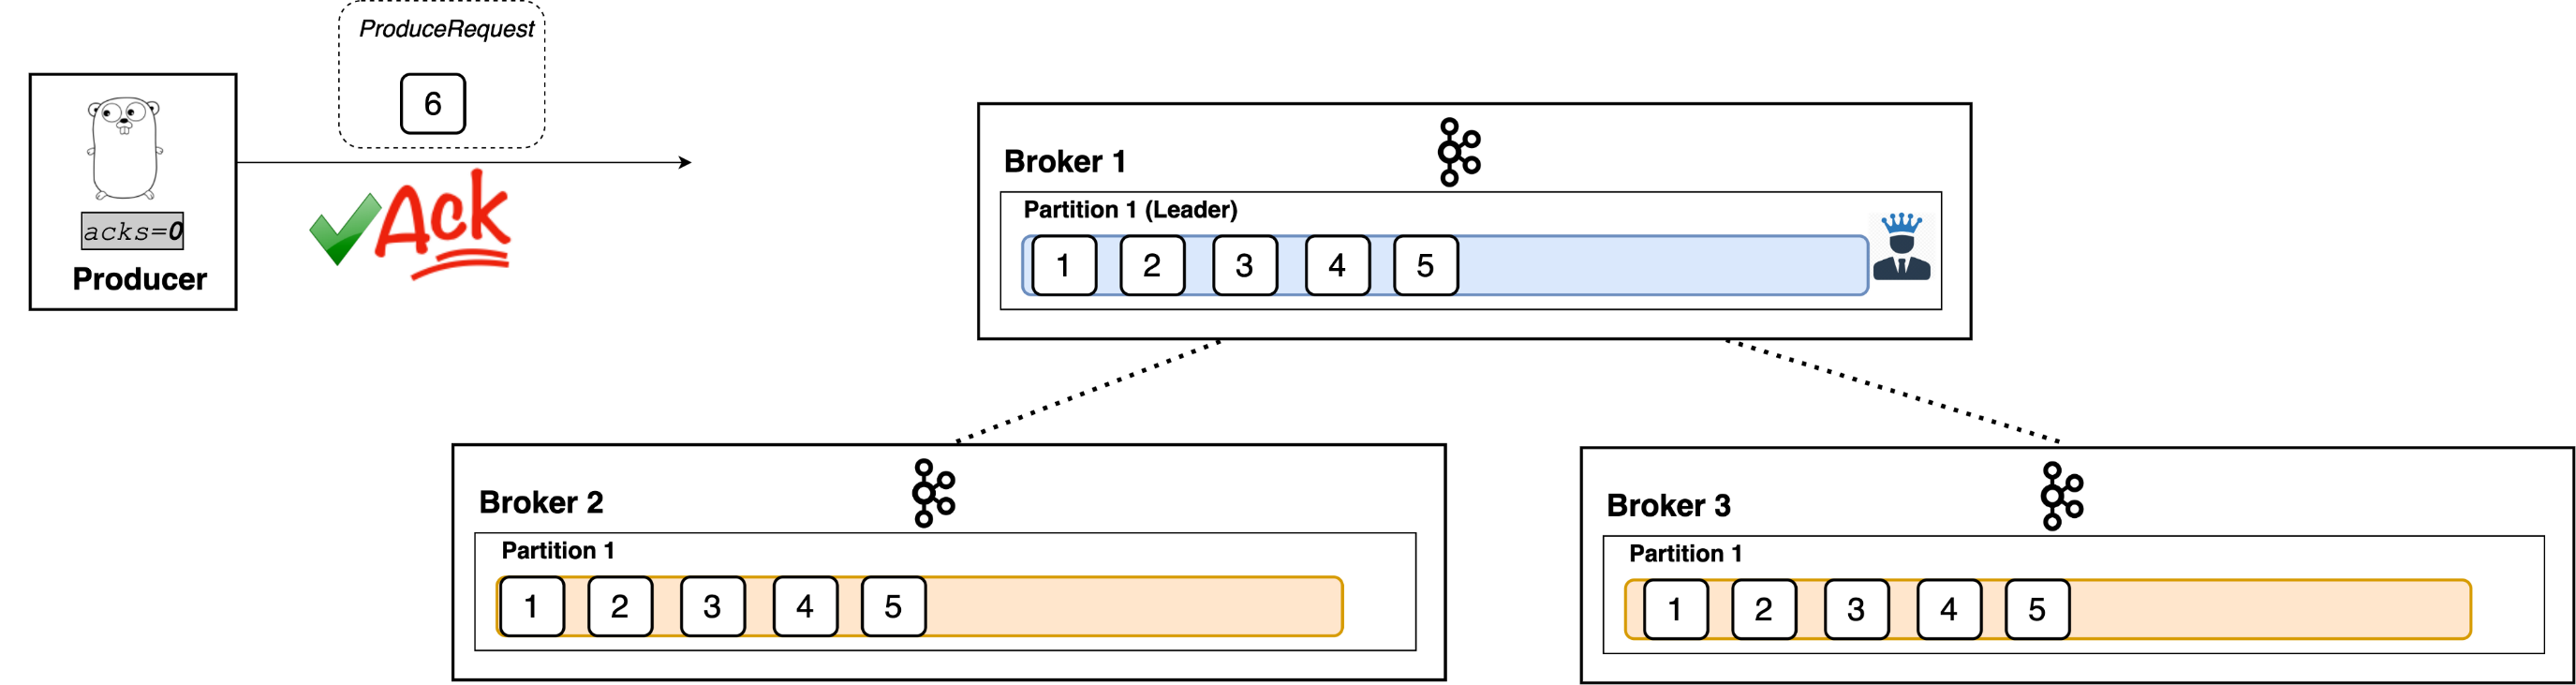 ProduceRequest
6
acks=0
Producer
Ack
Broker 1
Partition 1 (Leader)
1 2 3 4 5
Broker 2
Partition 1
1 2 3 4 5
Broker 3
Partition 1
1 2 3 4 5